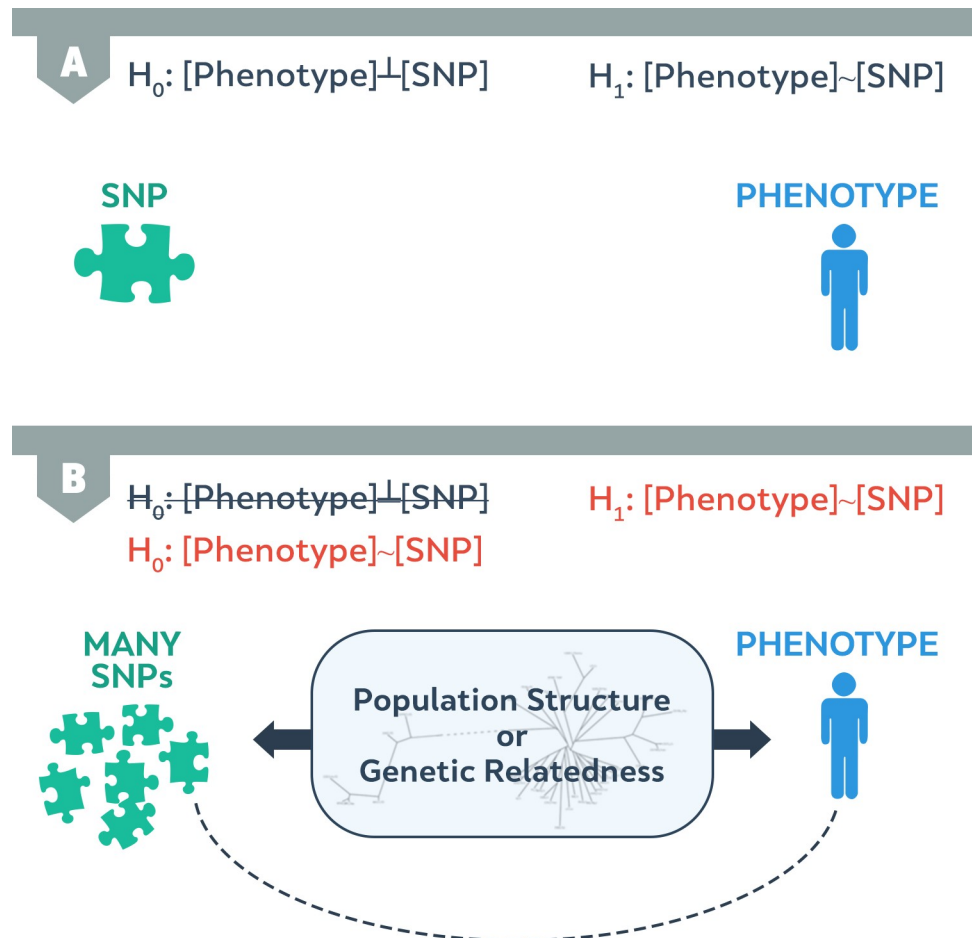 A
H₀: [Phenotype]⊥[SNP]
H₁: [Phenotype]~[SNP]
SNP
PHENOTYPE
B
H₀: [Phenotype]⊥[SNP]
H₁: [Phenotype]~[SNP]
H₀: [Phenotype]~[SNP]
MANY
SNPs
Population Structure
or
Genetic Relatedness
PHENOTYPE